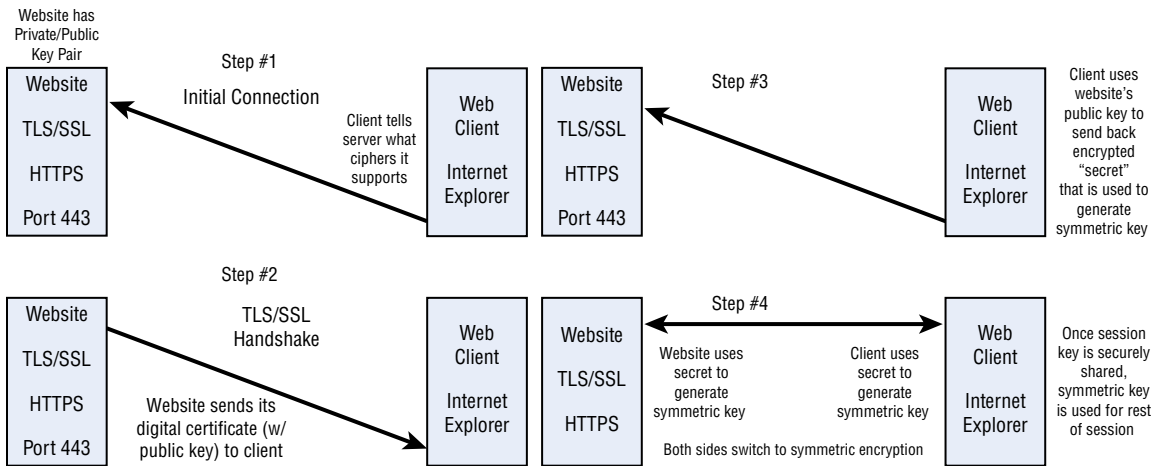 Website has
Private/Public
Key Pair
Website
TLS/SSL
HTTPS
Port 443
Step #1
Initial Connection
Client tells
server what
ciphers it
supports
Web
Client
Internet
Explorer
Step #2
Website
TLS/SSL
HTTPS
Port 443
TLS/SSL
Handshake
Website sends its
digital certificate (w/
public key) to client
Web
Client
Internet
Explorer
Website
TLS/SSL
HTTPS
Port 443
Step #3
Web
Client
Internet
Explorer
Client uses
website’s
public key to
send back
encrypted
“secret”
that is used to
generate
symmetric key
Website
TLS/SSL
HTTPS
Step #4
Website uses
secret to
generate
symmetric key
Client uses
secret to
generate
symmetric key
Both sides switch to symmetric encryption
Web
Client
Internet
Explorer
Once session
key is securely
shared,
symmetric key
is used for rest
of session